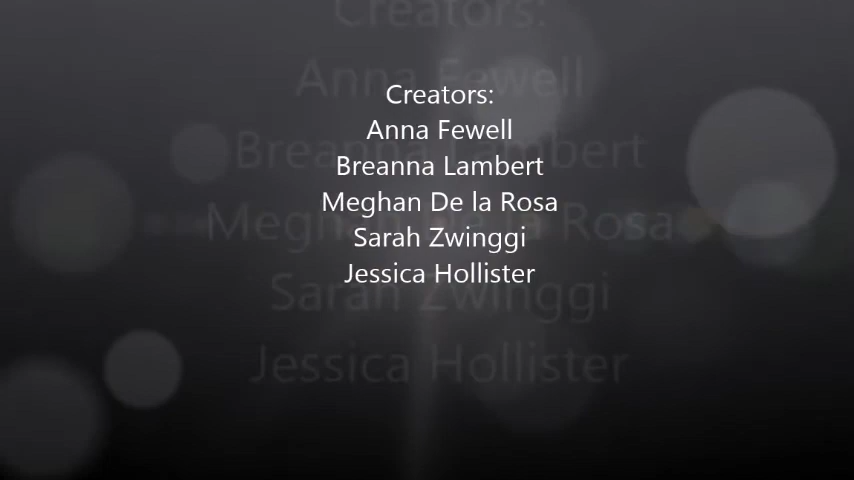 Creators:
Anna Fewell
Breanna Lambert
Meghan De la Rosa
Sarah Zwinggi
Jessica Hollister